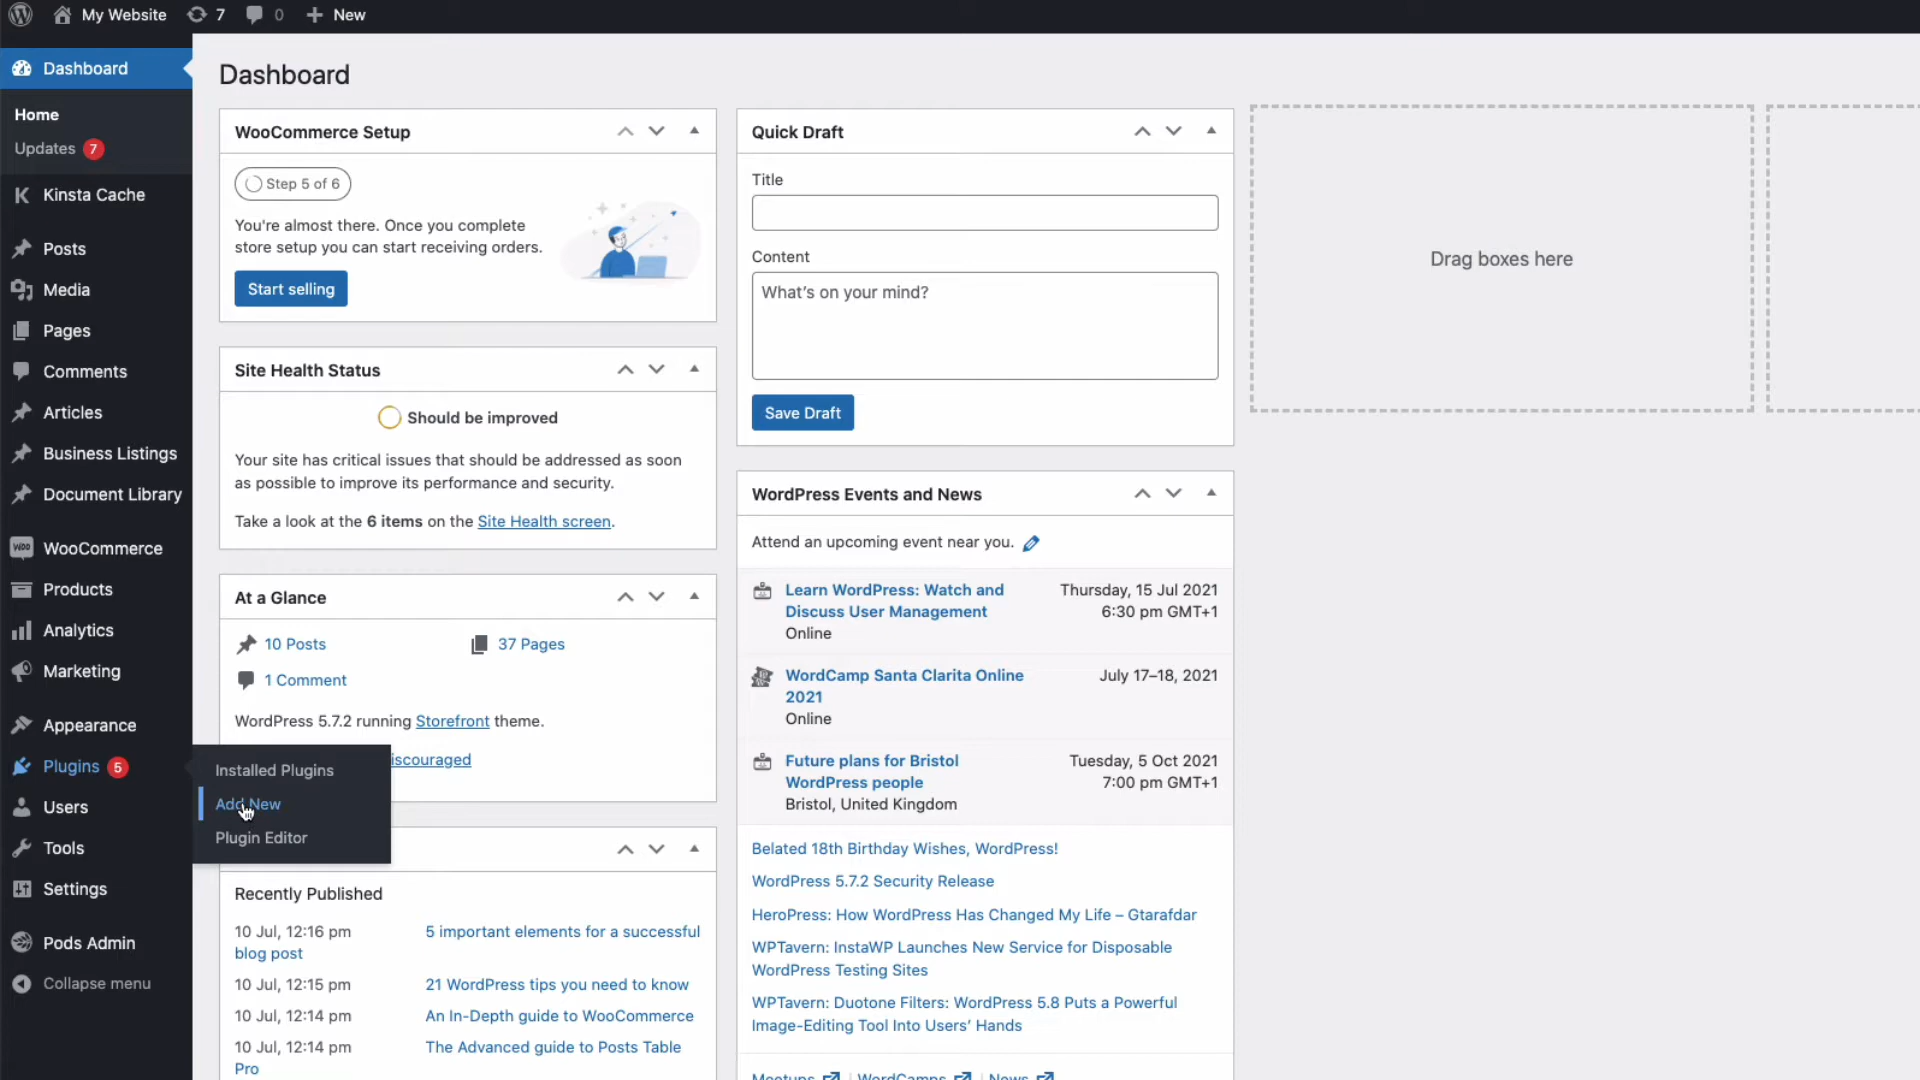 My Website
7
0
New
Dashboard
Home
Updates 7
Kinsta Cache
Posts
Media
Pages
Comments
Articles
Business Listings
Document Library
WooCommerce
Products
Analytics
Marketing
Appearance
Plugins 5
Users
Tools
Settings
Pods Admin
Collapse menu
Installed Plugins
Add New
Plugin Editor
Dashboard
WooCommerce Setup
Step 5 of 6
You're almost there. Once you complete
store setup you can start receiving orders.
Start selling
Site Health Status
Should be improved
Your site has critical issues that should be addressed as soon
as possible to improve its performance and security.
Take a look at the 6 items on the Site Health screen.
At a Glance
10 Posts
37 Pages
1 Comment
WordPress 5.7.2 running Storefront theme.
iscouraged
Recently Published
10 Jul, 12:16 pm 5 important elements for a successful
blog post
10 Jul, 12:15 pm 21 WordPress tips you need to know
10 Jul, 12:14 pm An In-Depth guide to WooCommerce
10 Jul, 12:14 pm The Advanced guide to Posts Table
Pro
Quick Draft
Title
Content
What's on your mind?
Save Draft
WordPress Events and News
Attend an upcoming event near you.
Learn WordPress: Watch and Thursday, 15 Jul 2021
Discuss User Management 6:30 pm GMT+1
Online
WordCamp Santa Clarita Online July 17–18, 2021
2021
Online
Future plans for Bristol Tuesday, 5 Oct 2021
WordPress people 7:00 pm GMT+1
Bristol, United Kingdom
Belated 18th Birthday Wishes, WordPress!
WordPress 5.7.2 Security Release
HeroPress: How WordPress Has Changed My Life – Gtarafdar
WPTavern: InstaWP Launches New Service for Disposable
WordPress Testing Sites
WPTavern: Duotone Filters: WordPress 5.8 Puts a Powerful
Image-Editing Tool Into Users' Hands
Meetups | WordCamps | News
Drag boxes here